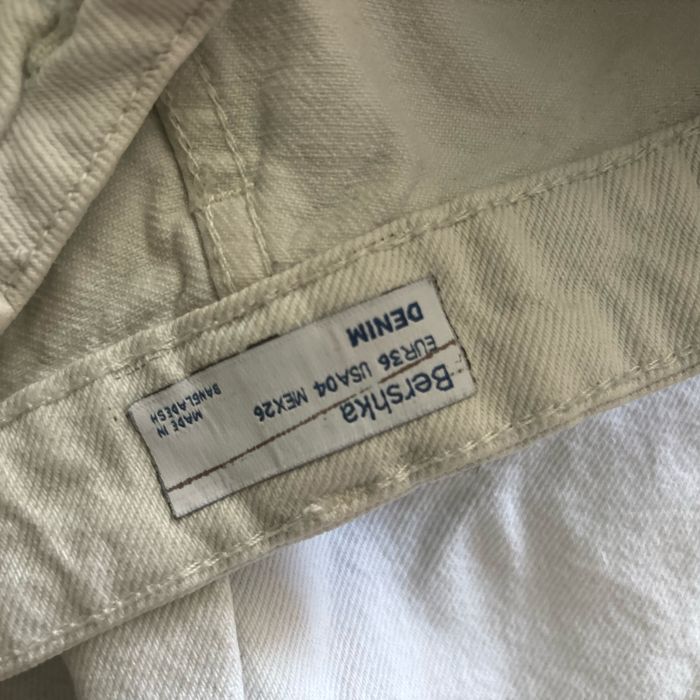 Bershka
DENIM
EUR36 USA04 MEX26
MADE IN
BANGLADESH